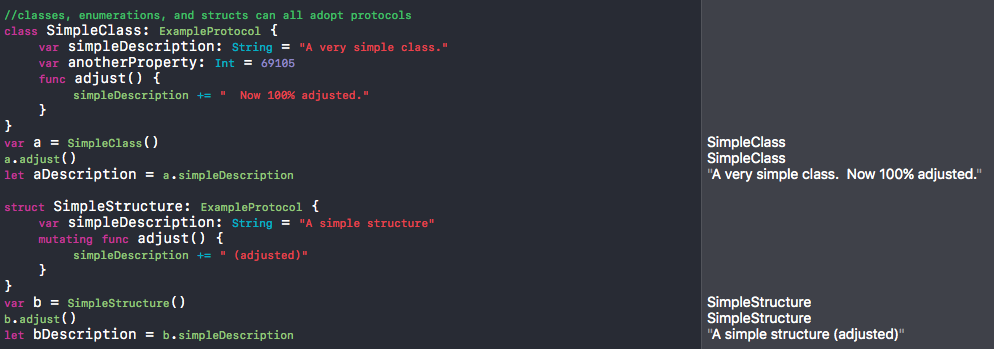 //classes, enumerations, and structs can all adopt protocols
class SimpleClass: ExampleProtocol {
var simpleDescription: String = "A very simple class."
var anotherProperty: Int = 69105
func adjust() {
simpleDescription += "  Now 100% adjusted."
}
}
var a = SimpleClass()
SimpleClass
a.adjust()
SimpleClass
let aDescription = a.simpleDescription
"A very simple class.  Now 100% adjusted."
struct SimpleStructure: ExampleProtocol {
var simpleDescription: String = "A simple structure"
mutating func adjust() {
simpleDescription += " (adjusted)"
}
}
var b = SimpleStructure()
SimpleStructure
b.adjust()
SimpleStructure
let bDescription = b.simpleDescription
"A simple structure (adjusted)"